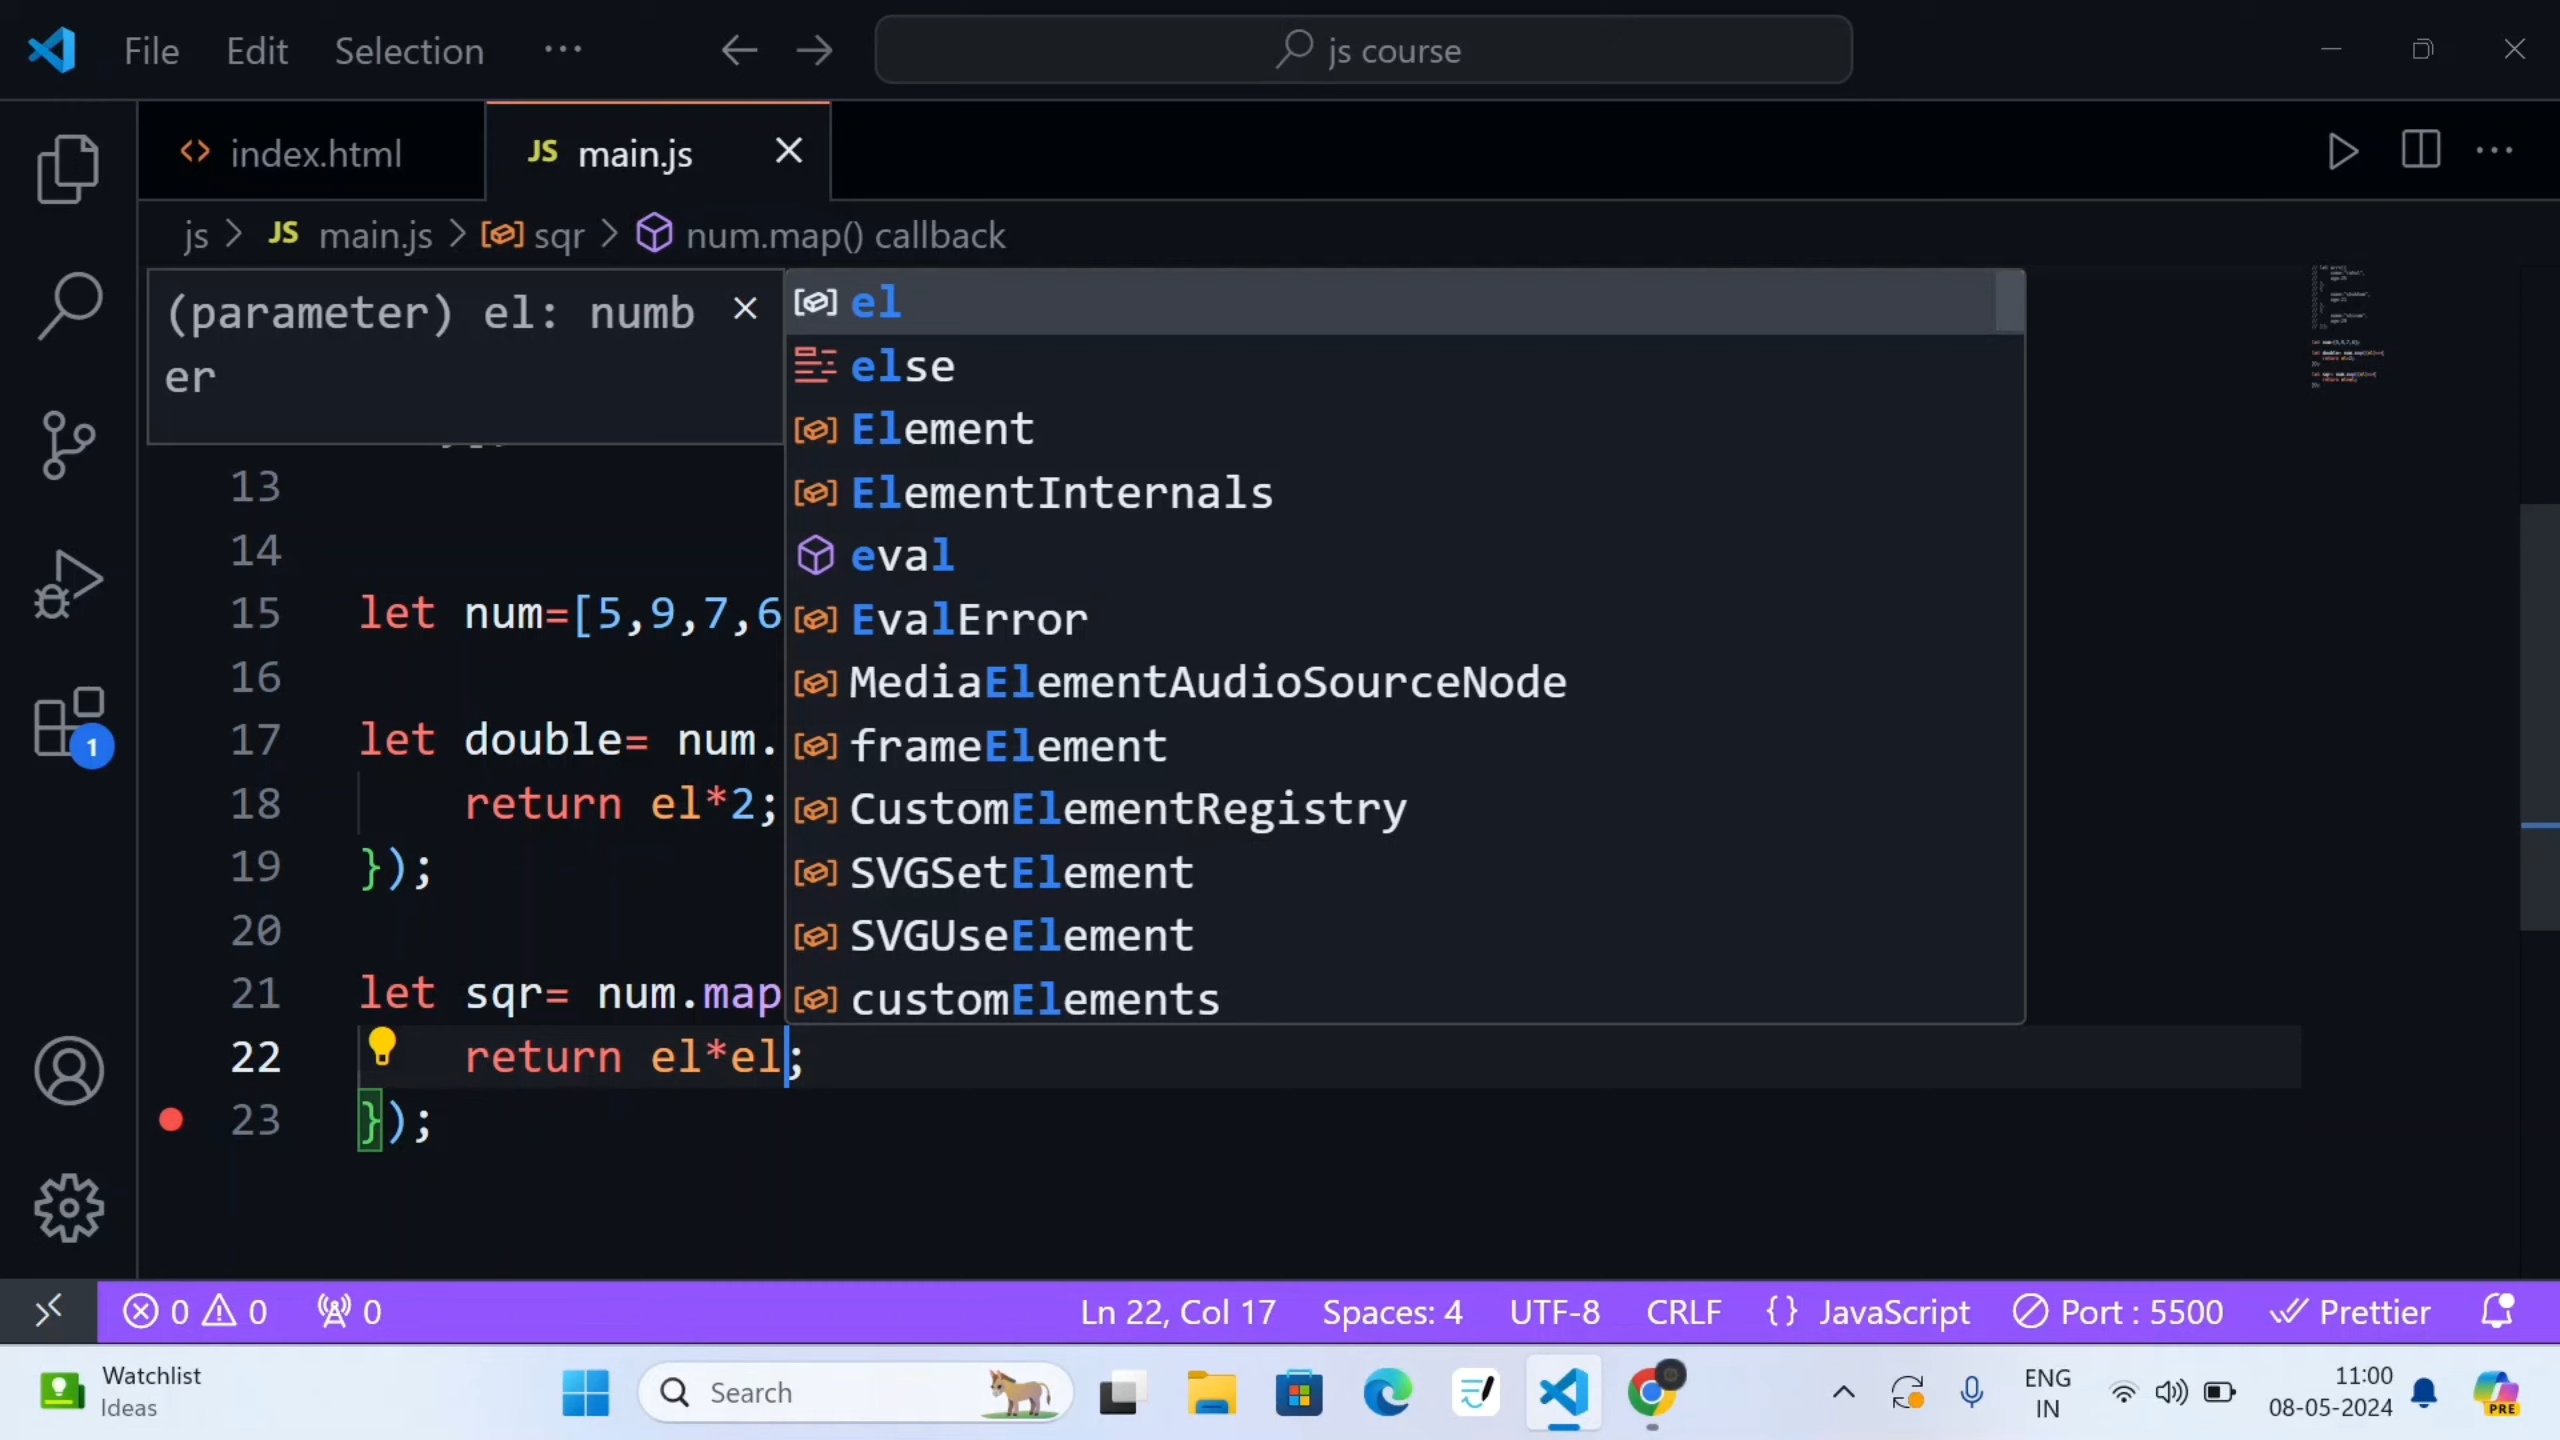 File Edit Selection ··· js course
index.html JS main.js
js > JS main.js > sqr > num.map() callback
(parameter) el: numb
er
el
else
Element
ElementInternals
eval
EvalError
MediaElementAudioSourceNode
frameElement
CustomElementRegistry
SVGSetElement
SVGUseElement
customElements
13
14
15 let num=[5,9,7,6
16
17 let double= num.
18 return el*2;
19 });
20
21 let sqr= num.map
22 return el*el;
23 });
1
0 0 0 Ln 22, Col 17 Spaces: 4 UTF-8 CRLF {} JavaScript Port : 5500 Prettier
Watchlist
Ideas
Search
ENG
IN
11:00
08-05-2024
PRE